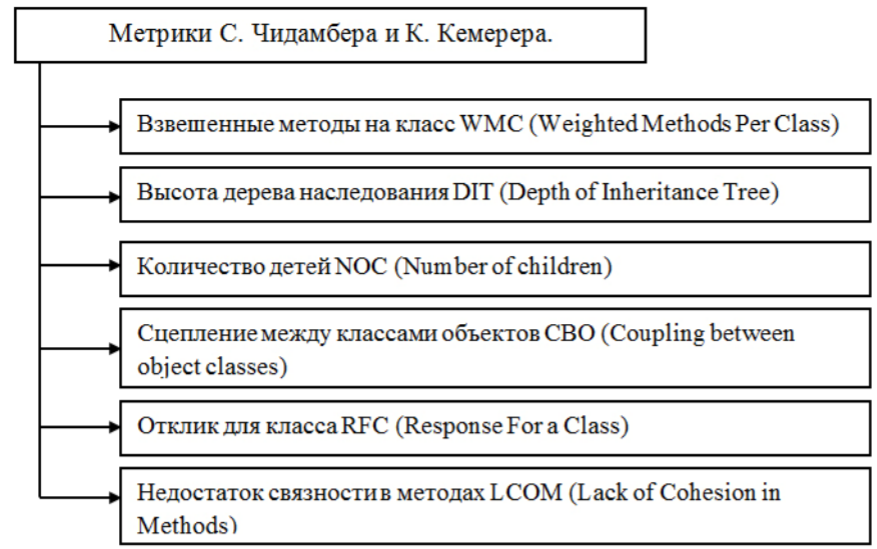 Метрики С. Чидамбера и К. Кемерера.
Взвешенные методы на класс WMC (Weighted Methods Per Class)
Высота дерева наследования DIT (Depth of Inheritance Tree)
Количество детей NOC (Number of children)
Сцепление между классами объектов CBO (Coupling between
object classes)
Отклик для класса RFC (Response For a Class)
Недостаток связности в методах LCOM (Lack of Cohesion in
Methods)